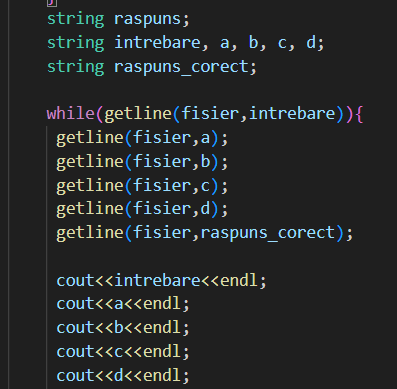 }
string raspuns;
string intrebare, a, b, c, d;
string raspuns_corect;
while(getline(fisier,intrebare)){
getline(fisier,a);
getline(fisier,b);
getline(fisier,c);
getline(fisier,d);
getline(fisier,raspuns_corect);
cout<<intrebare<<endl;
cout<<a<<endl;
cout<<b<<endl;
cout<<c<<endl;
cout<<d<<endl;